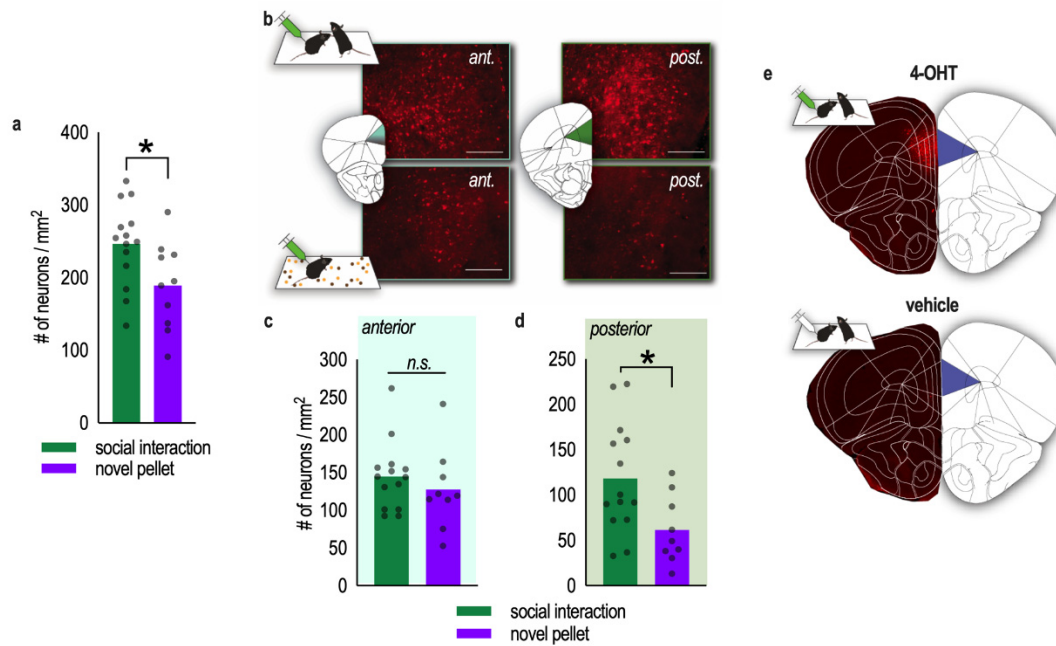 a
# of neurons / mm2
400
300
200
100
0
*
social interaction
novel pellet
b
ant.
post.
ant.
post.
c
anterior
# of neurons / mm2
300
250
200
150
100
50
0
n.s.
d
posterior
250
200
150
100
50
0
*
social interaction
novel pellet
e
4-OHT
vehicle